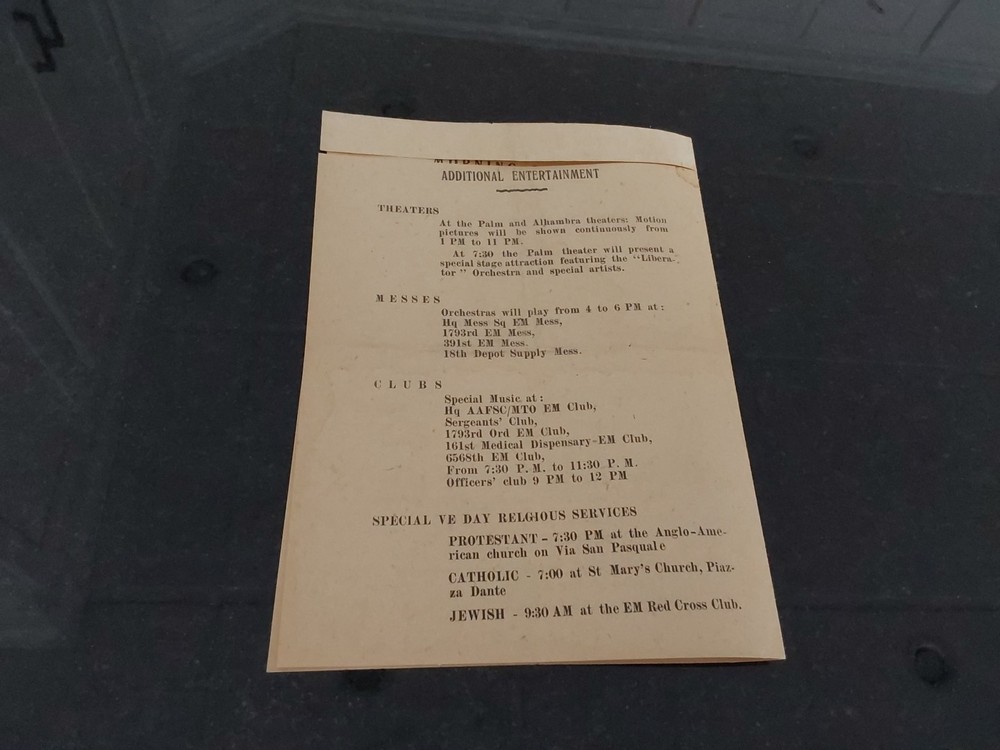 MORNING
ADDITIONAL ENTERTAINMENT
THEATERS
At the Palm and Alhambra theaters: Motion
pictures will be shown continuously from
1 PM to 11 PM.
At 7:30 the Palm theater will present a
special stage attraction featuring the "Libera-
tor" Orchestra and special artists.
MESSES
Orchestras will play from 4 to 6 PM at:
Hq Mess Sq EM Mess,
1793rd EM Mess,
391st EM Mess.
18th Depot Supply Mess.
CLUBS
Special Music at:
Hq AAFSC/MTO EM Club,
Sergeants' Club,
1793rd Ord EM Club,
161st Medical Dispensary-EM Club,
6568th EM Club,
From 7:30 P. M. to 11:30 P. M.
Officers' club 9 PM to 12 PM
SPECIAL VE DAY RELGIOUS SERVICES
PROTESTANT - 7:30 PM at the Anglo-Ame-
rican church on Via San Pasquale
CATHOLIC - 7:00 at St Mary's Church, Piaz-
za Dante
JEWISH - 9:30 AM at the EM Red Cross Club.